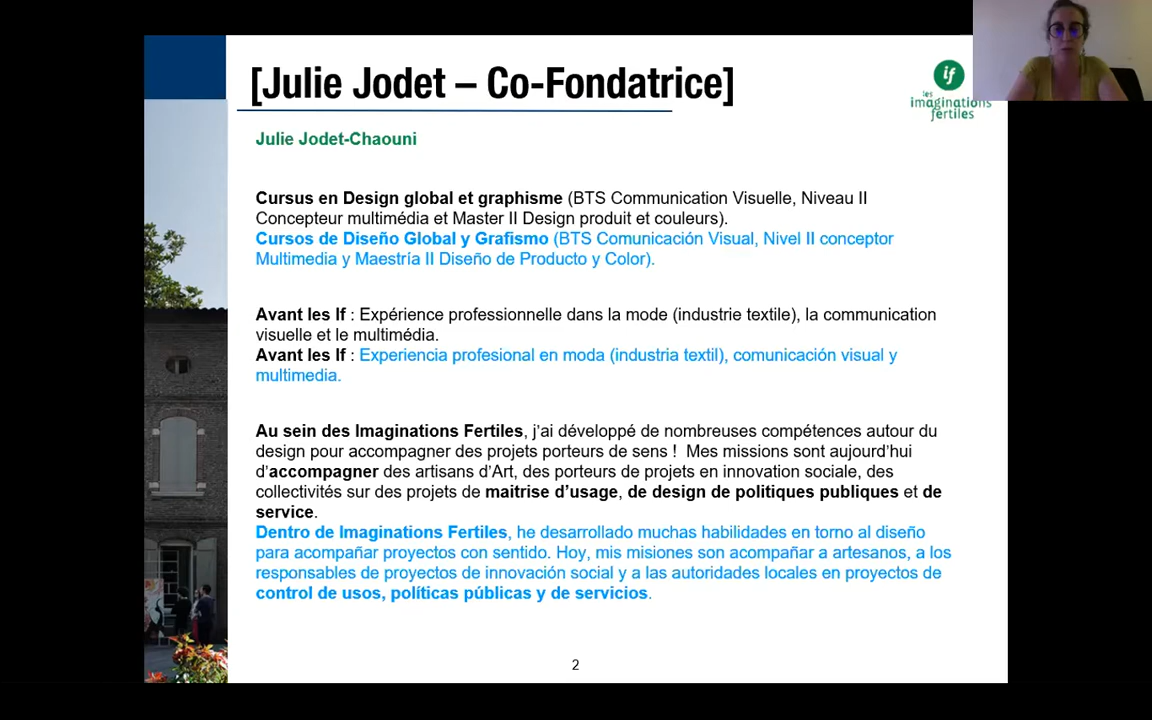 [Julie Jodet – Co-Fondatrice]
if
les
imaginations
fertiles
Julie Jodet-Chaouni
Cursus en Design global et graphisme (BTS Communication Visuelle, Niveau II
Concepteur multimédia et Master II Design produit et couleurs).
Cursos de Diseño Global y Grafismo (BTS Comunicación Visual, Nivel II conceptor
Multimedia y Maestría II Diseño de Producto y Color).
Avant les If : Expérience professionnelle dans la mode (industrie textile), la communication
visuelle et le multimédia.
Avant les If : Experiencia profesional en moda (industria textil), comunicación visual y
multimedia.
Au sein des Imaginations Fertiles, j’ai développé de nombreuses compétences autour du
design pour accompagner des projets porteurs de sens ! Mes missions sont aujourd’hui
d’accompagner des artisans d’Art, des porteurs de projets en innovation sociale, des
collectivités sur des projets de maitrise d’usage, de design de politiques publiques et de
service.
Dentro de Imaginations Fertiles, he desarrollado muchas habilidades en torno al diseño
para acompañar proyectos con sentido. Hoy, mis misiones son acompañar a artesanos, a los
responsables de proyectos de innovación social y a las autoridades locales en proyectos de
control de usos, políticas públicas y de servicios.
2